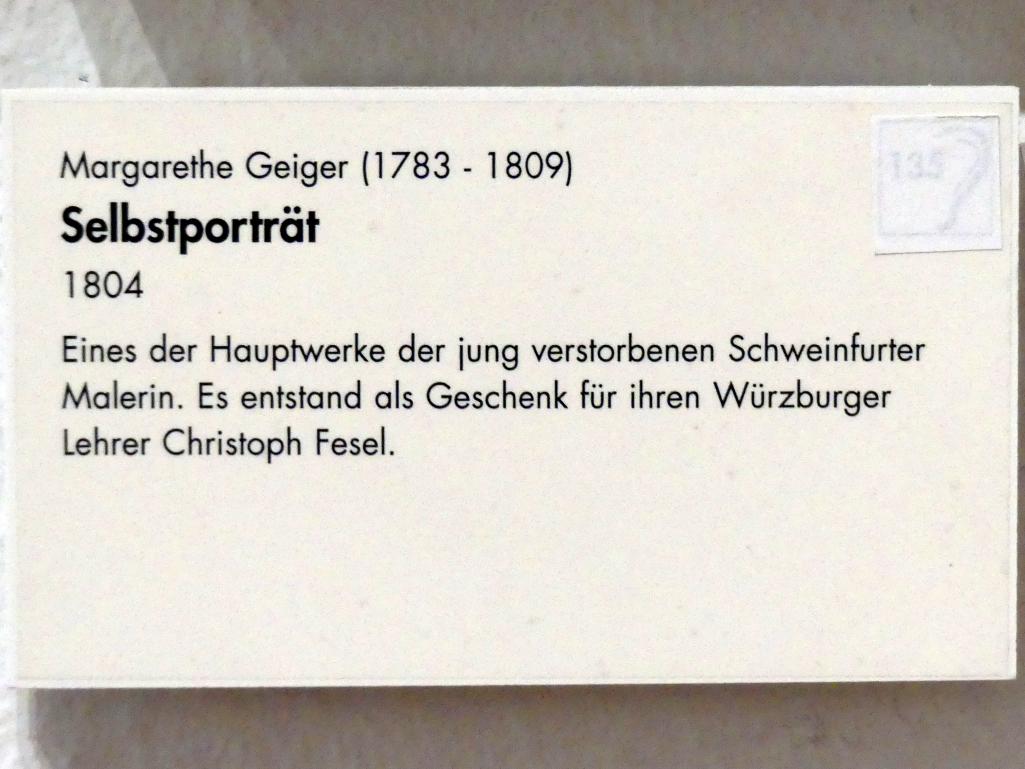 Margarethe Geiger (1783 - 1809)
135
Selbstporträt
1804
Eines der Hauptwerke der jung verstorbenen Schweinfurter
Malerin. Es entstand als Geschenk für ihren Würzburger
Lehrer Christoph Fesel.